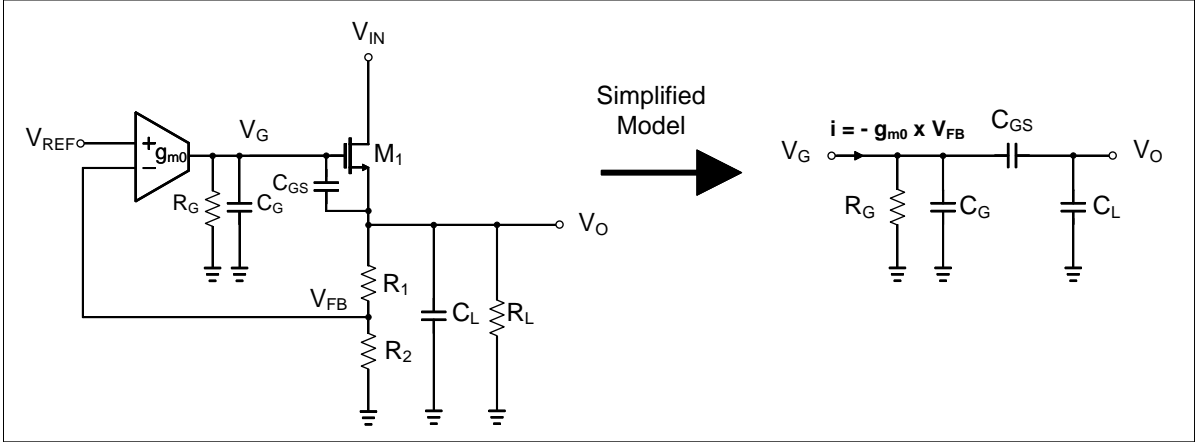 V_IN
V_REF
+
−
g_m0
V_G
M_1
C_GS
R_G
C_G
V_O
R_1
V_FB
C_L
R_L
R_2
Simplified
Model
i = - g_m0 x V_FB
C_GS
V_G
V_O
R_G
C_G
C_L